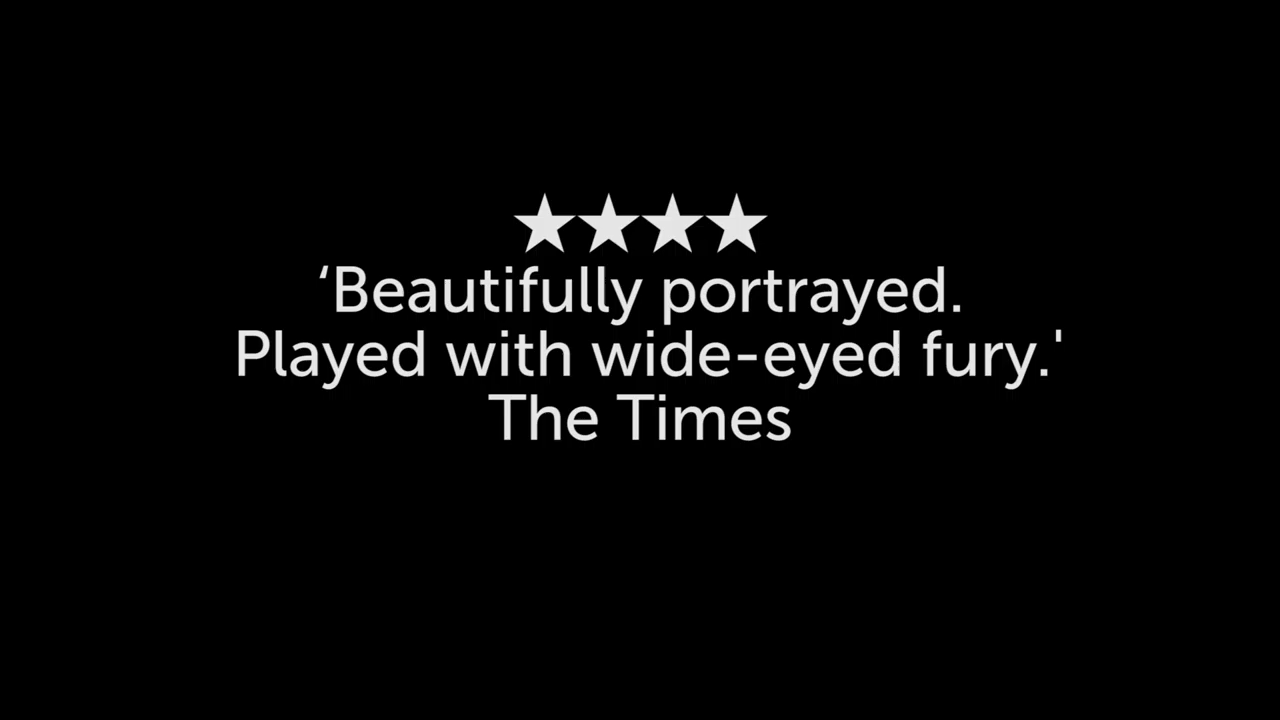 ★★★★
‘Beautifully portrayed.
Played with wide-eyed fury.'
The Times